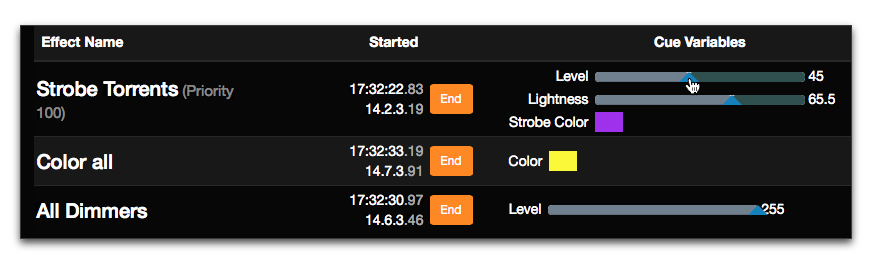 Effect Name Started Cue Variables
Strobe Torrents (Priority 100) 17:32:22.83 14.2.3.19 End
Level 45
Lightness 65.5
Strobe Color
Color all 17:32:33.19 14.7.3.91 End Color
All Dimmers 17:32:30.97 14.6.3.46 End Level 255